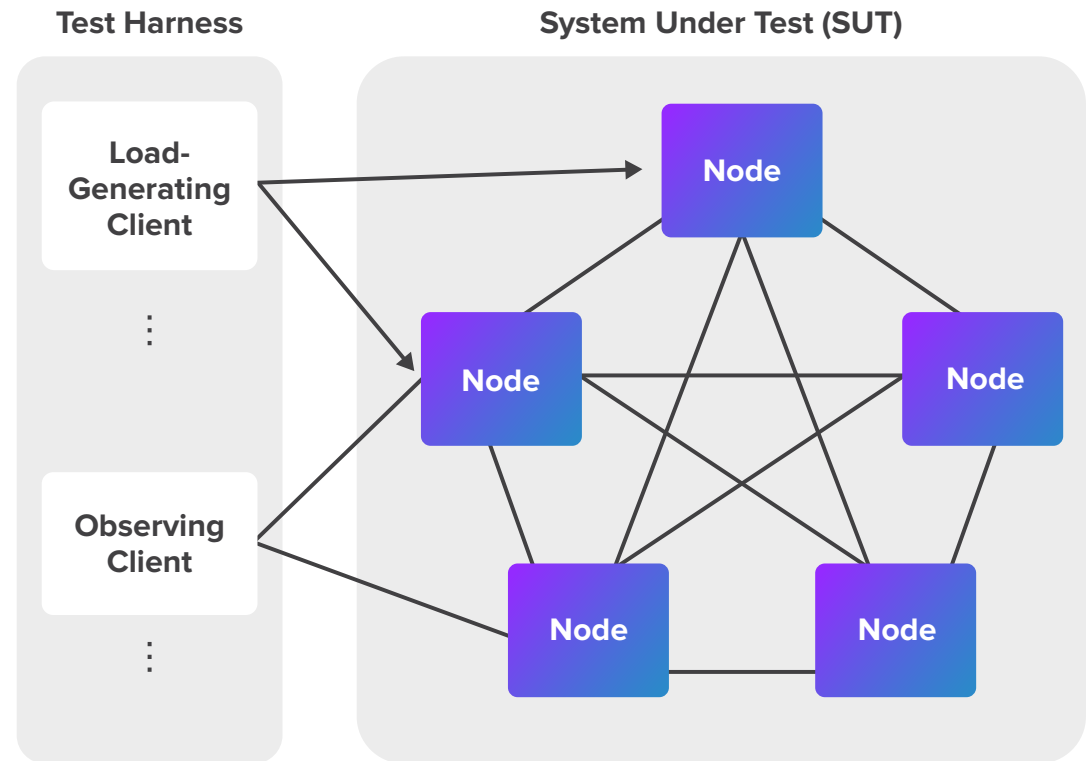 Test Harness
System Under Test (SUT)
Load-
Generating
Client
Node
Node
Node
Observing
Client
Node
Node